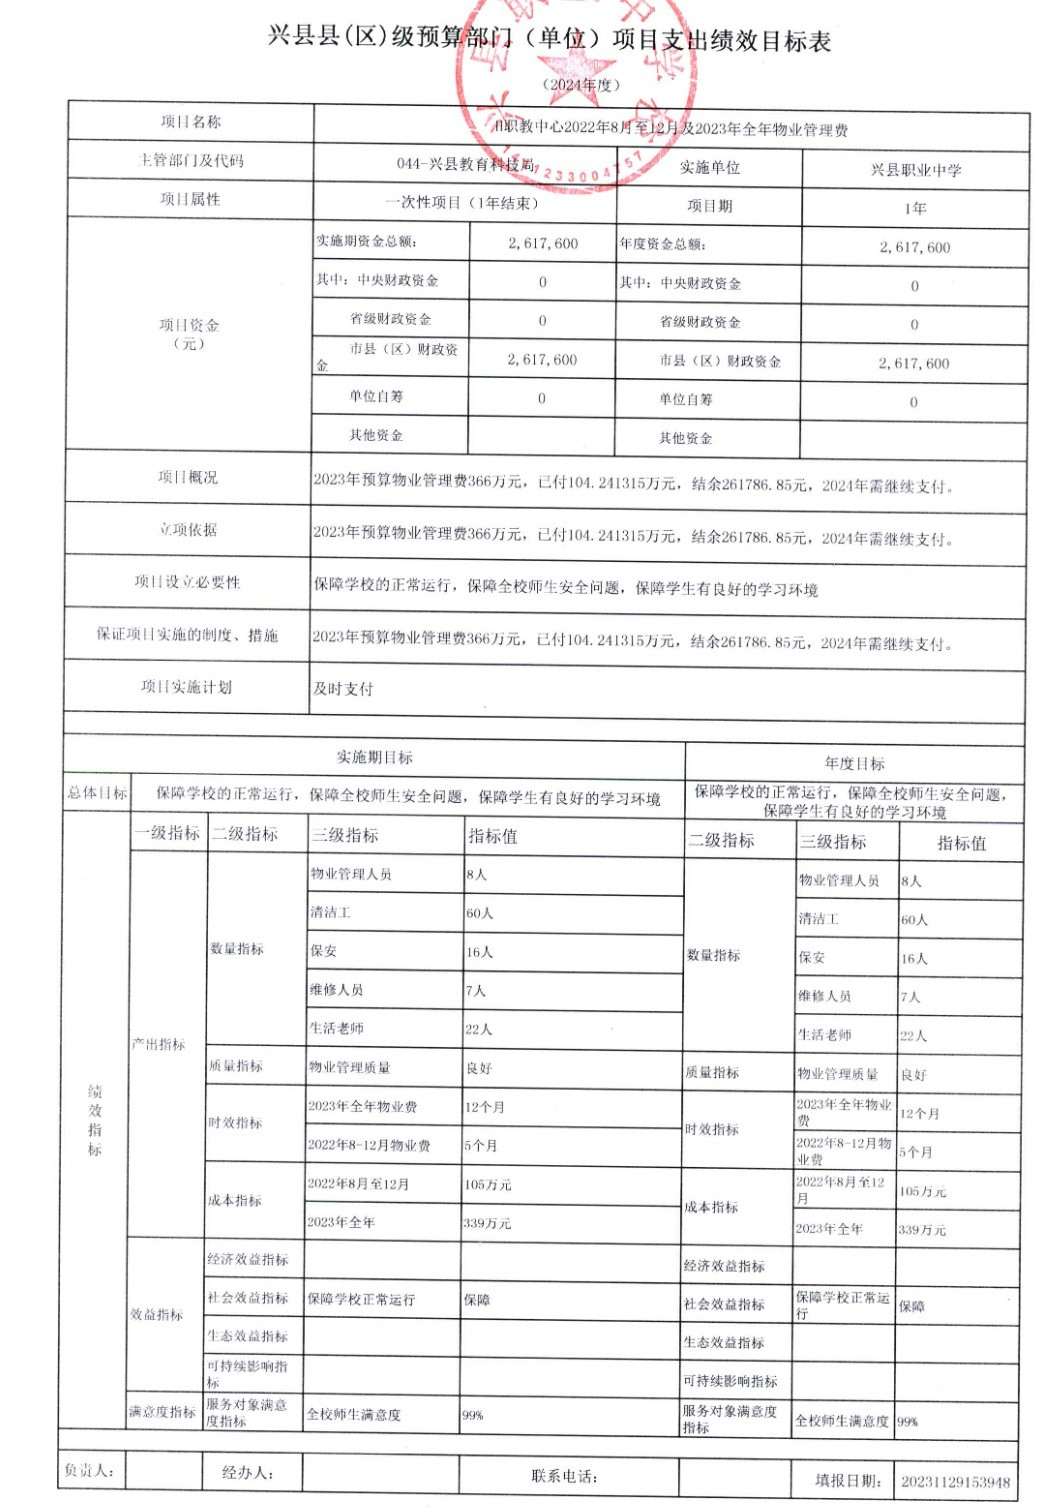 兴县县(区)级预算部门（单位）项目支出绩效目标表
（2024年度）
项目名称
职教中心2022年8月至12月及2023年全年物业管理费
主管部门及代码
044-兴县教育科技局
实施单位
兴县职业中学
项目属性
一次性项目（1年结束）
项目期
1年
项目资金
（元）
实施期资金总额：
2,617,600
年度资金总额：
2,617,600
其中：中央财政资金
0
其中：中央财政资金
0
省级财政资金
0
省级财政资金
0
市县（区）财政资
金
2,617,600
市县（区）财政资金
2,617,600
单位自筹
0
单位自筹
0
其他资金
其他资金
项目概况
2023年预算物业管理费366万元，已付104.241315万元，结余261786.85元，2024年需继续支付。
立项依据
2023年预算物业管理费366万元，已付104.241315万元，结余261786.85元，2024年需继续支付。
项目设立必要性
保障学校的正常运行，保障全校师生安全问题，保障学生有良好的学习环境
保证项目实施的制度、措施
2023年预算物业管理费366万元，已付104.241315万元，结余261786.85元，2024年需继续支付。
项目实施计划
及时支付
实施期目标
年度目标
总体目标
保障学校的正常运行，保障全校师生安全问题，保障学生有良好的学习环境
保障学校的正常运行，保障全校师生安全问题，
保障学生有良好的学习环境
绩
效
指
标
一级指标
二级指标
三级指标
指标值
二级指标
三级指标
指标值
产出指标
数量指标
物业管理人员
8人
数量指标
物业管理人员
8人
清洁工
60人
清洁工
60人
保安
16人
保安
16人
维修人员
7人
维修人员
7人
生活老师
22人
生活老师
22人
质量指标
物业管理质量
良好
质量指标
物业管理质量
良好
时效指标
2023年全年物业费
12个月
时效指标
2023年全年物业
费
12个月
2022年8-12月物业费
5个月
2022年8-12月物
业费
5个月
成本指标
2022年8月至12月
105万元
成本指标
2022年8月至12
月
105万元
2023年全年
339万元
2023年全年
339万元
效益指标
经济效益指标
经济效益指标
社会效益指标
保障学校正常运行
保障
社会效益指标
保障学校正常运
行
保障
生态效益指标
生态效益指标
可持续影响指
标
可持续影响指标
满意度指标
服务对象满意
度指标
全校师生满意度
99%
服务对象满意度
指标
全校师生满意度
99%
负责人：
经办人：
联系电话：
填报日期：
20231129153948